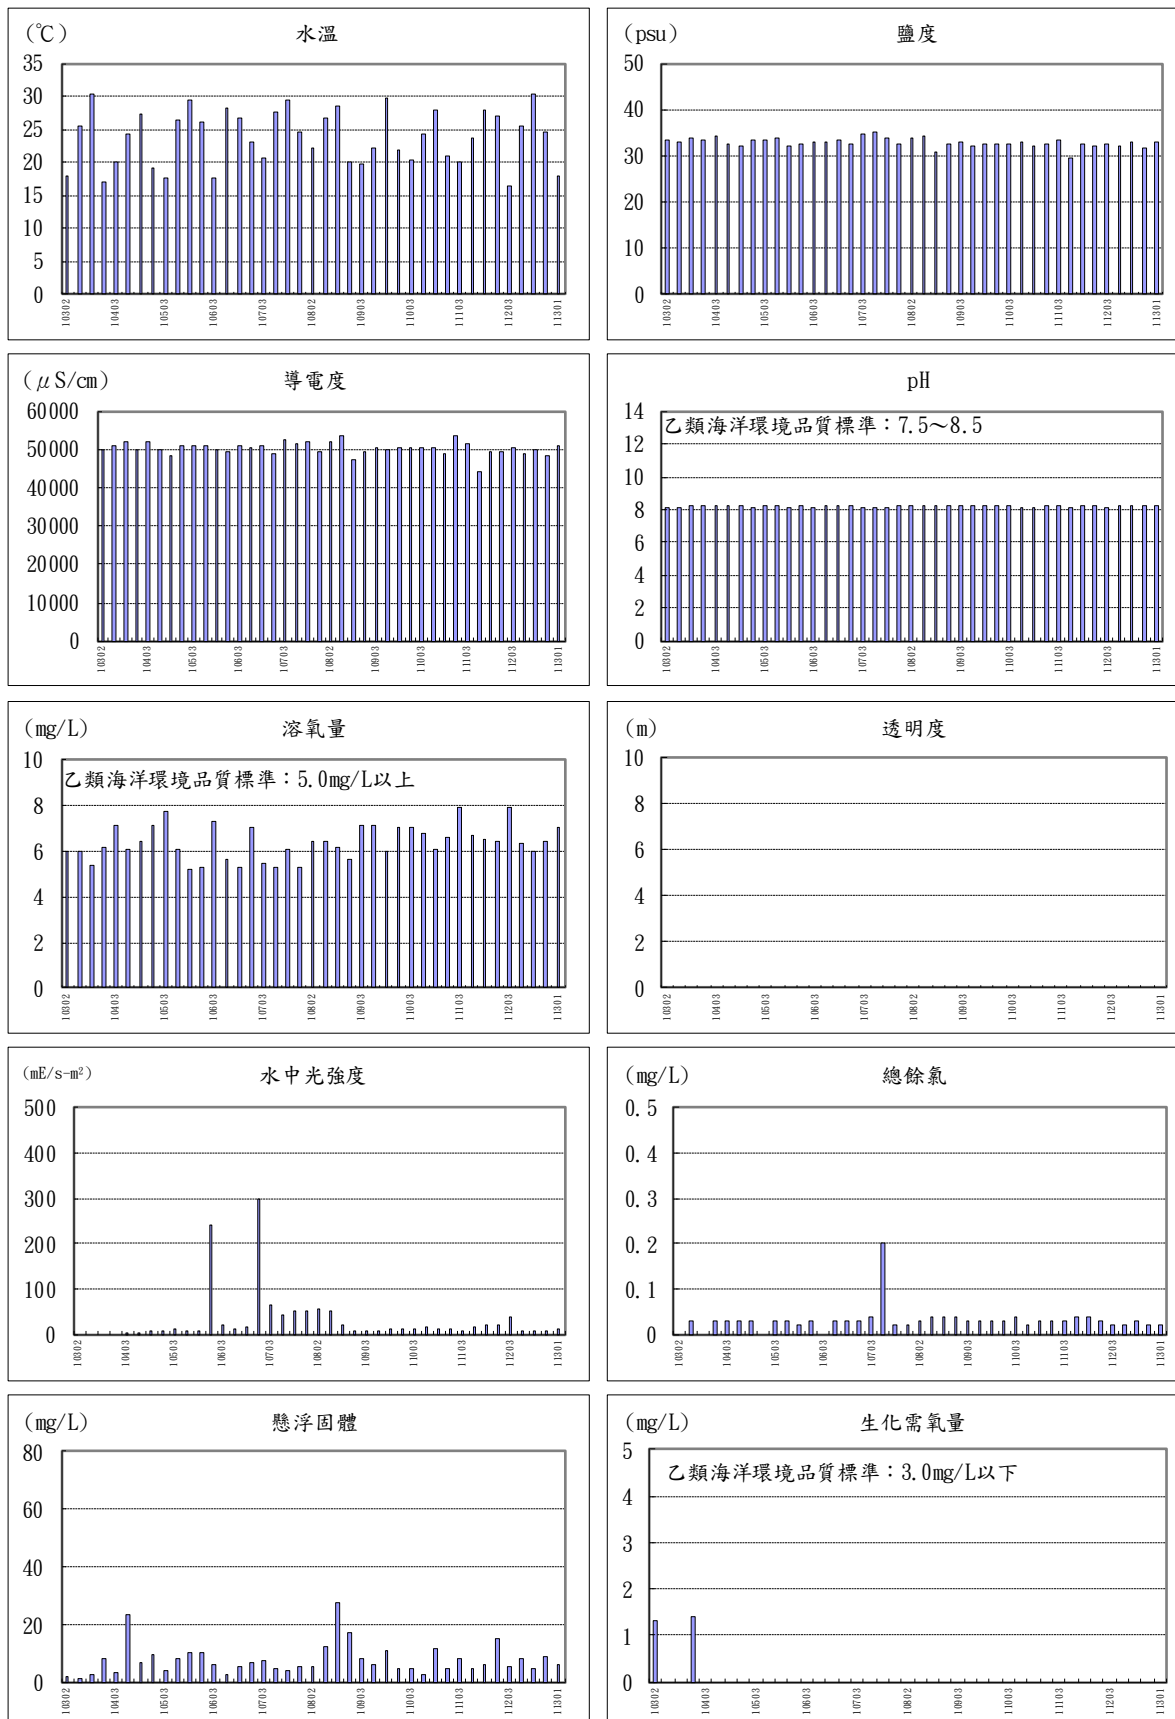 (℃) 水溫
35
30
25
20
15
10
5
0
10302 10403 10503 10603 10703 10802 10903 11003 11103 11203 11301
(psu) 鹽度
50
40
30
20
10
0
10302 10403 10503 10603 10703 10802 10903 11003 11103 11203 11301
(μS/cm) 導電度
60000
50000
40000
30000
20000
10000
0
10302 10403 10503 10603 10703 10802 10903 11003 11103 11203 11301
pH
乙類海洋環境品質標準：7.5～8.5
14
12
10
8
6
4
2
0
10302 10403 10503 10603 10703 10802 10903 11003 11103 11203 11301
(mg/L) 溶氧量
乙類海洋環境品質標準：5.0mg/L以上
10
8
6
4
2
0
10302 10403 10503 10603 10703 10802 10903 11003 11103 11203 11301
(m) 透明度
10
8
6
4
2
0
10302 10403 10503 10603 10703 10802 10903 11003 11103 11203 11301
(mE/s-m²) 水中光強度
500
400
300
200
100
0
10302 10403 10503 10603 10703 10802 10903 11003 11103 11203 11301
(mg/L) 總餘氯
0.5
0.4
0.3
0.2
0.1
0
10302 10403 10503 10603 10703 10802 10903 11003 11103 11203 11301
(mg/L) 懸浮固體
80
60
40
20
0
10302 10403 10503 10603 10703 10802 10903 11003 11103 11203 11301
(mg/L) 生化需氧量
乙類海洋環境品質標準：3.0mg/L以下
5
4
3
2
1
0
10302 10403 10503 10603 10703 10802 10903 11003 11103 11203 11301